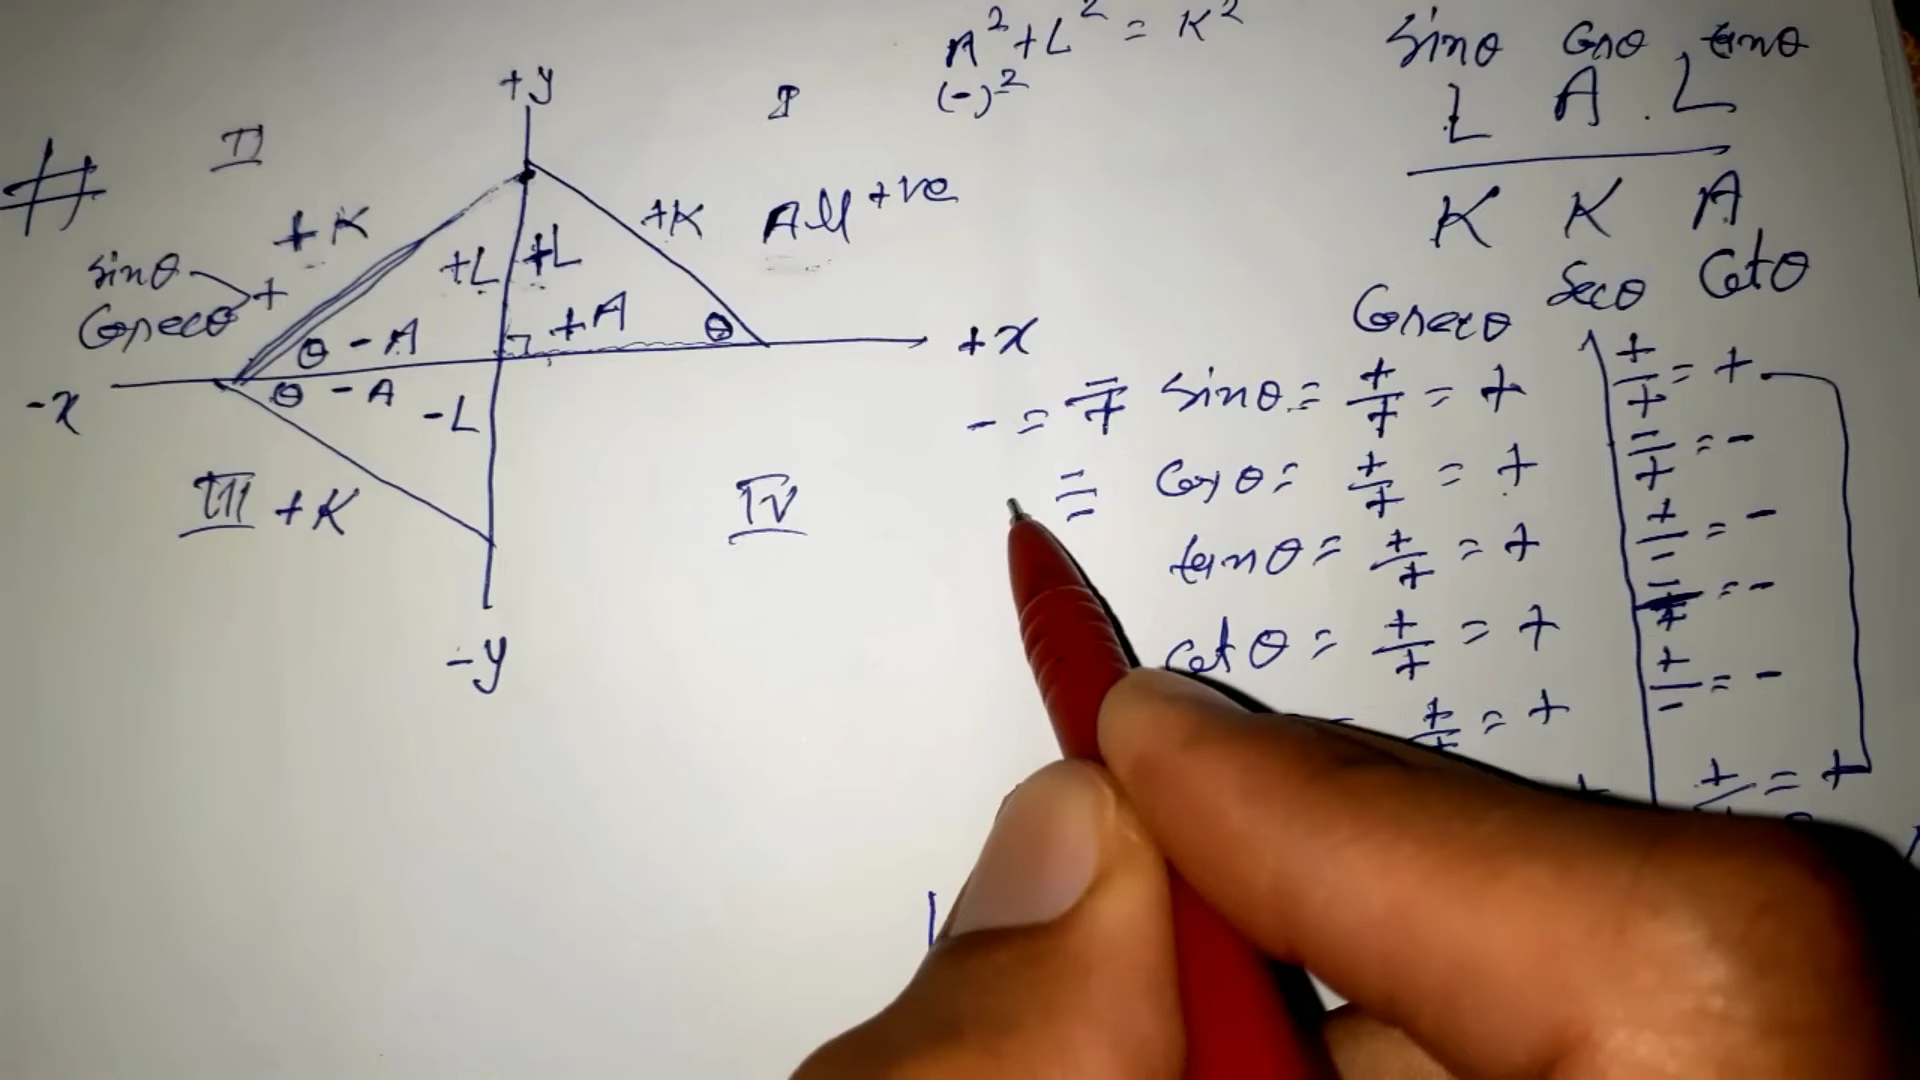 A² + L² = K²
(-)²
sinθ cosθ tanθ
L A L
K K A
cosecθ secθ cotθ
#
II
I
+y
+K
+K
All +ve
sinθ +
cosecθ
+L +L
θ -A
+A θ
+x
-x
θ -A
-L
III +K
IV
-y
- = -/+ sinθ = +/+ = +
= cosθ = +/+ = +
tanθ = +/+ = +
cotθ = +/+ = +
+/+ = +
+/+ = +
-/+ = -
+/- = -
= -
+/- = -
= +